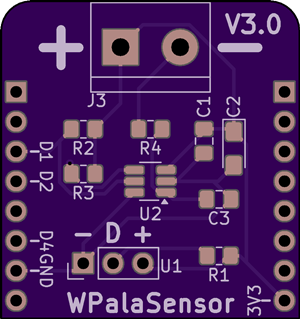 V3.0
+ −
J3
C1
C2
R2
R4
D1
R3
D2
U2
C3
D4
GND
- D +
U1
R1
WPalaSensor
3V3